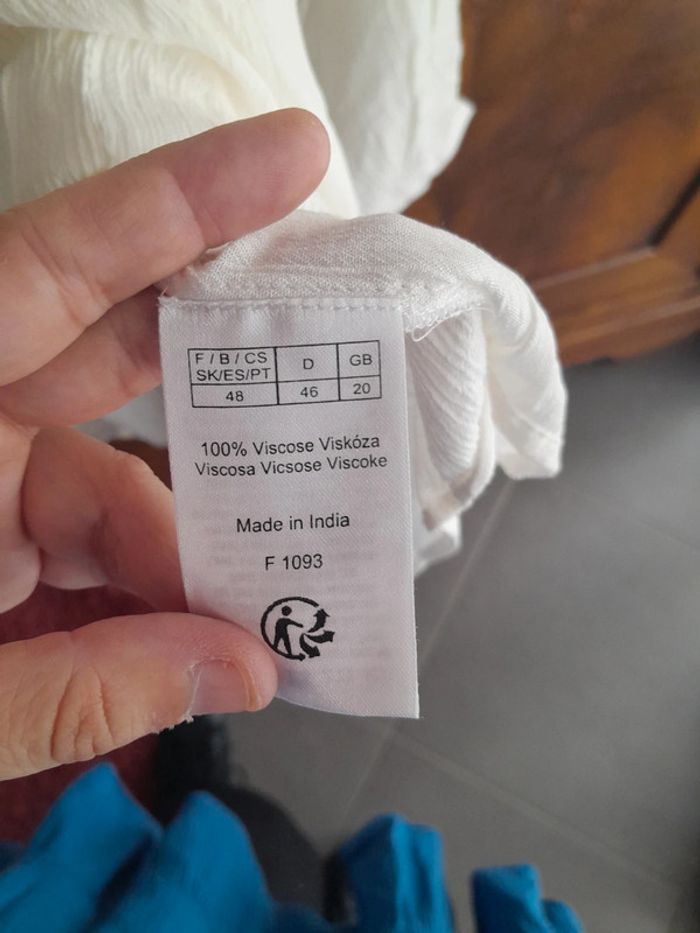 F / B / CS D GB
SK/ES/PT
48 46 20
100% Viscose Viskóza
Viscosa Vicsose Viscoke
Made in India
F 1093